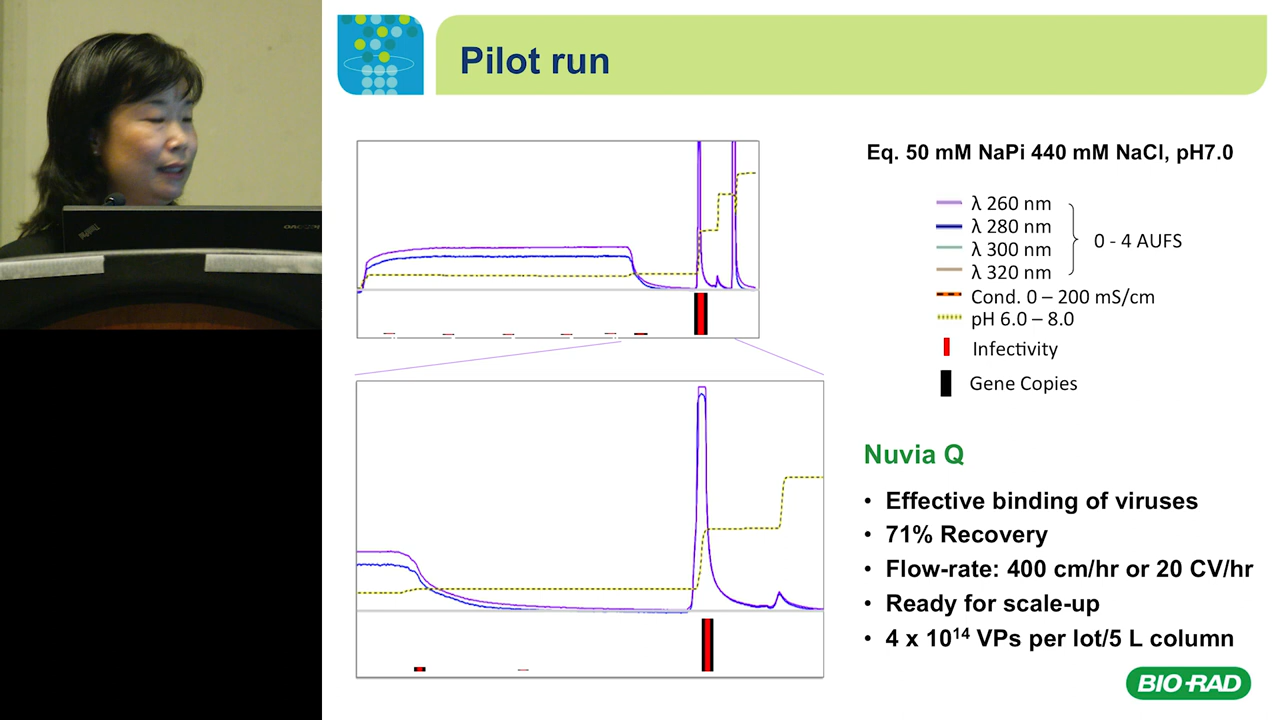 Pilot run
Eq. 50 mM NaPi 440 mM NaCl, pH7.0
λ 260 nm
λ 280 nm
λ 300 nm
λ 320 nm
0 - 4 AUFS
Cond. 0 – 200 mS/cm
pH 6.0 – 8.0
Infectivity
Gene Copies
Nuvia Q
• Effective binding of viruses
• 71% Recovery
• Flow-rate: 400 cm/hr or 20 CV/hr
• Ready for scale-up
• 4 x 10¹⁴ VPs per lot/5 L column
BIO-RAD